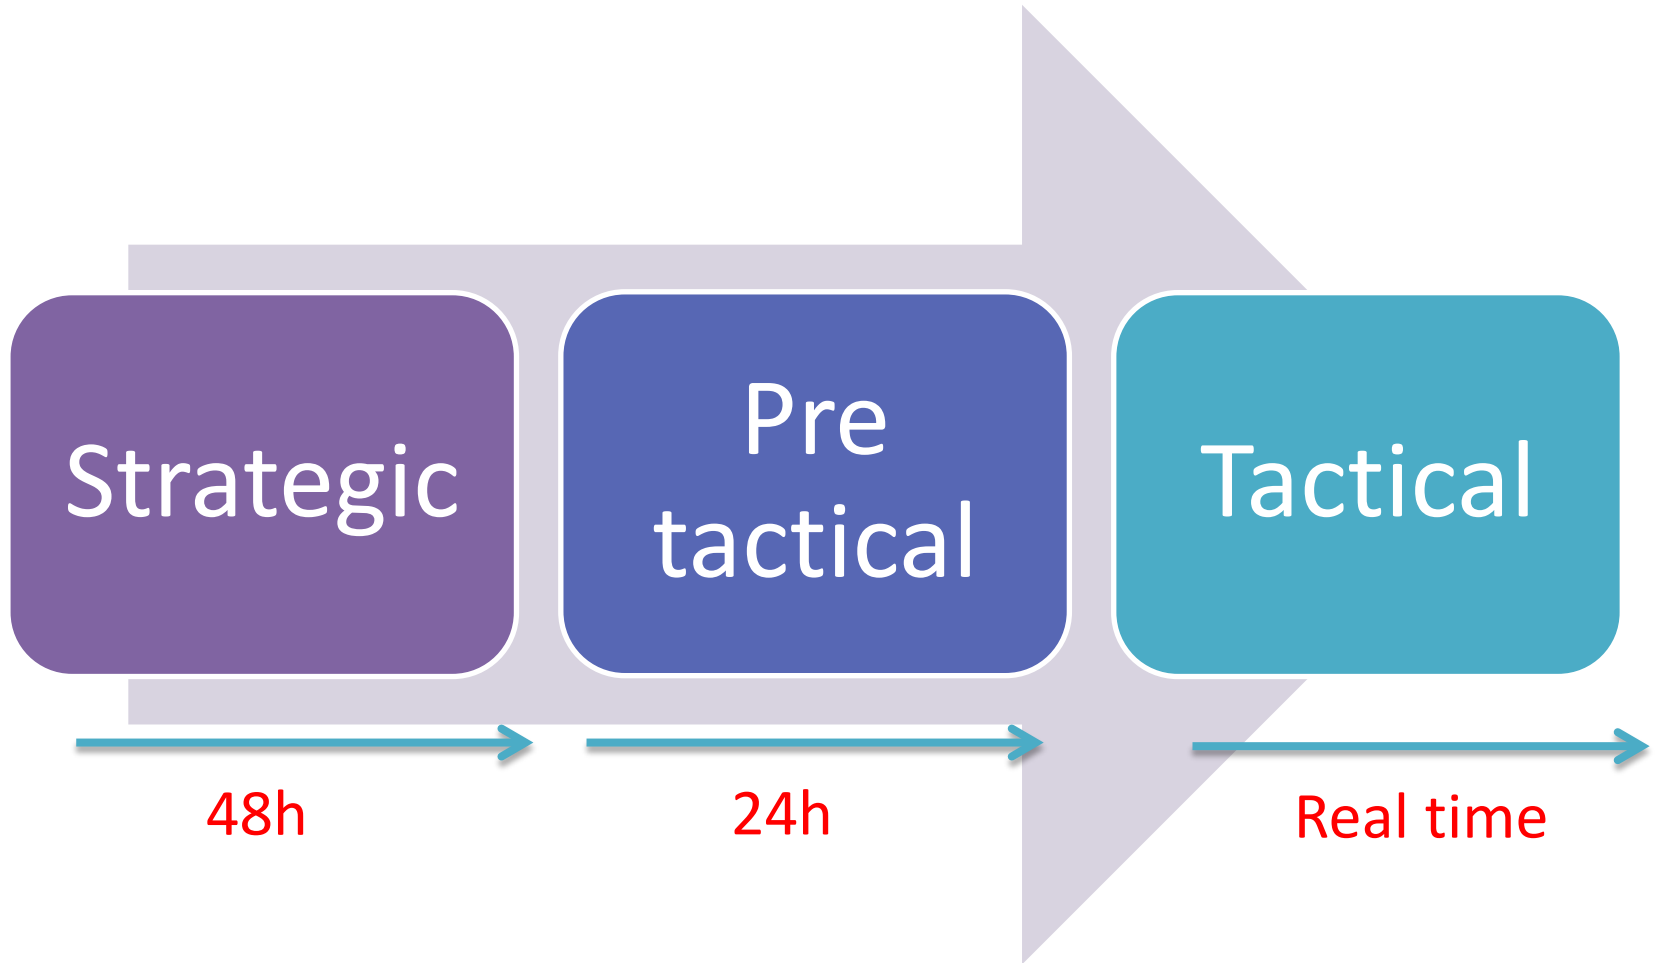 Strategic
Pre
tactical
Tactical
48h
24h
Real time